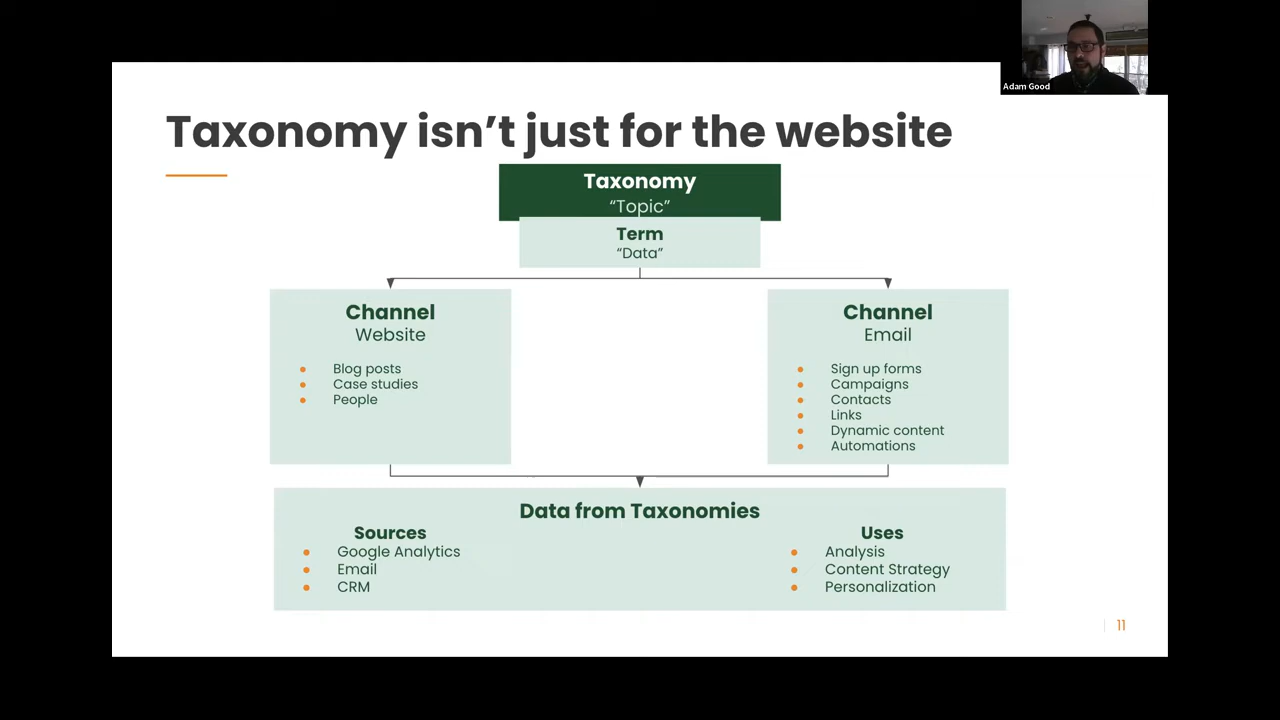 Adam Good
Taxonomy isn’t just for the website
Taxonomy
“Topic”
Term
“Data”
Channel
Website
Blog posts
Case studies
People
Channel
Email
Sign up forms
Campaigns
Contacts
Links
Dynamic content
Automations
Data from Taxonomies
Sources
Google Analytics
Email
CRM
Uses
Analysis
Content Strategy
Personalization
11